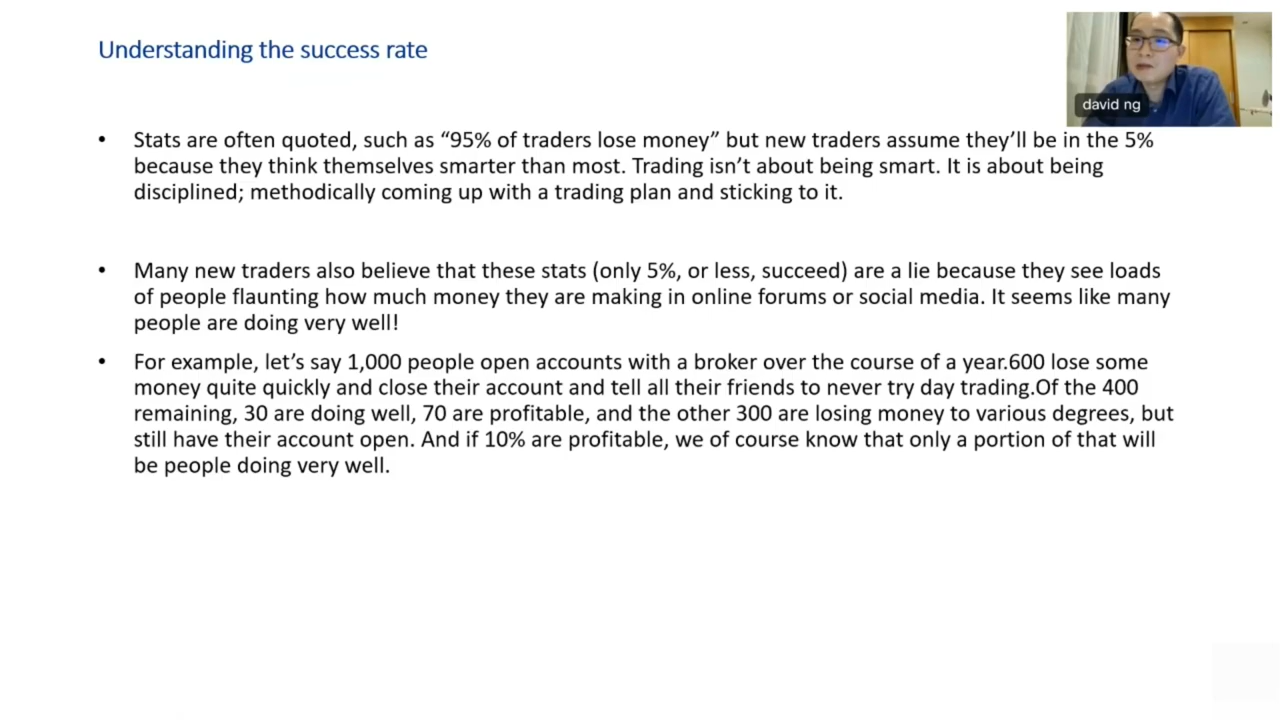 Understanding the success rate
david ng
• Stats are often quoted, such as “95% of traders lose money” but new traders assume they’ll be in the 5%
because they think themselves smarter than most. Trading isn’t about being smart. It is about being
disciplined; methodically coming up with a trading plan and sticking to it.
• Many new traders also believe that these stats (only 5%, or less, succeed) are a lie because they see loads
of people flaunting how much money they are making in online forums or social media. It seems like many
people are doing very well!
• For example, let’s say 1,000 people open accounts with a broker over the course of a year.600 lose some
money quite quickly and close their account and tell all their friends to never try day trading.Of the 400
remaining, 30 are doing well, 70 are profitable, and the other 300 are losing money to various degrees, but
still have their account open. And if 10% are profitable, we of course know that only a portion of that will
be people doing very well.